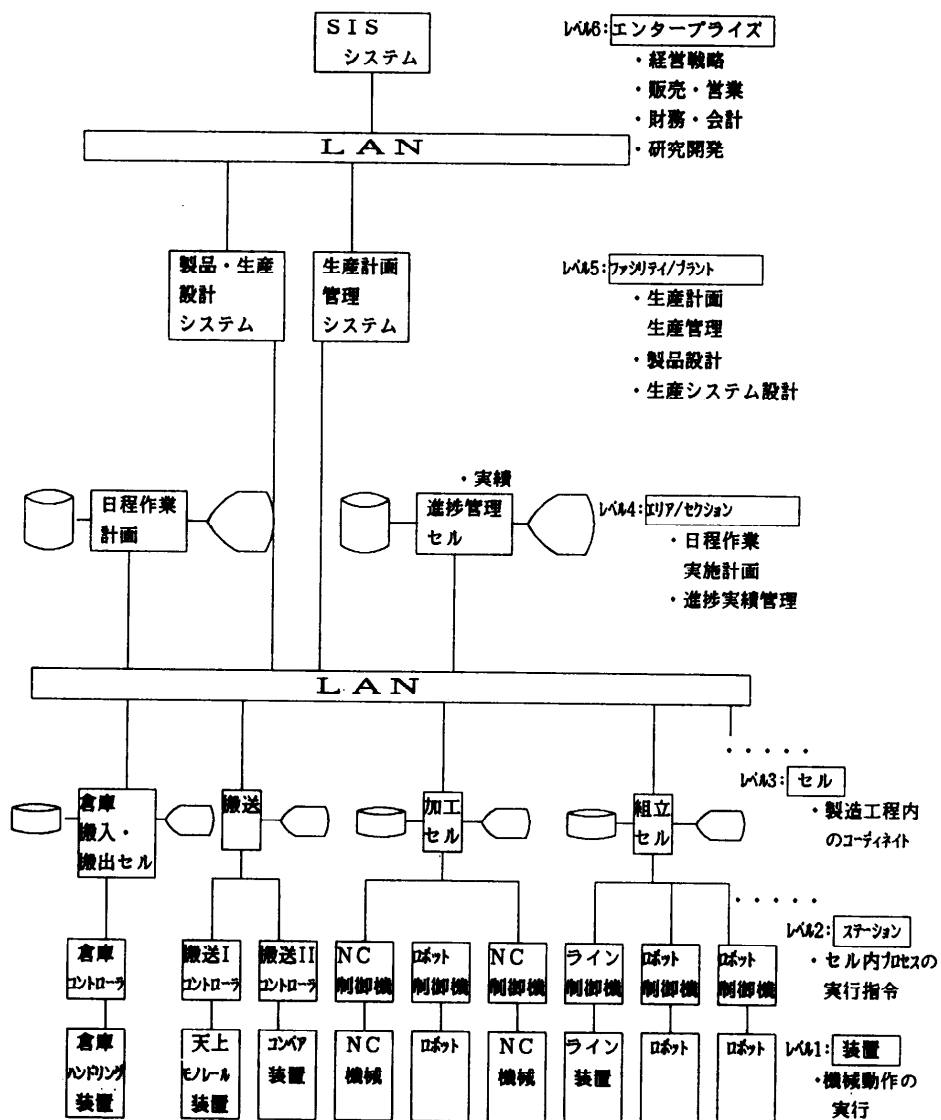 SIS
システム
レベル6:エンタープライズ
・経営戦略
・販売・営業
・財務・会計
・研究開発
LAN
製品・生産
設計
システム
生産計画
管理
システム
レベル5:ファシリティ/プラント
・生産計画
生産管理
・製品設計
・生産システム設計
日程作業
計画
・実績
進捗管理
セル
レベル4:エリア/セクション
・日程作業
実施計画
・進捗実績管理
LAN
・・・・・
倉庫
搬入・
搬出セル
搬送
加工
セル
組立
セル
レベル3:セル
・製造工程内
のコーディネイト
・・・・・
倉庫
コントローラ
搬送I
コントローラ
搬送II
コントローラ
NC
制御機
ロボット
制御機
NC
制御機
ライン
制御機
ロボット
制御機
ロボット
制御機
レベル2:ステーション
・セル内プロセスの
実行指令
倉庫
ハンドリング
装置
天上
モノレール
装置
コンベア
装置
NC
機械
ロボット
NC
機械
ライン
装置
ロボット
ロボット
レベル1:装置
・機械動作の
実行